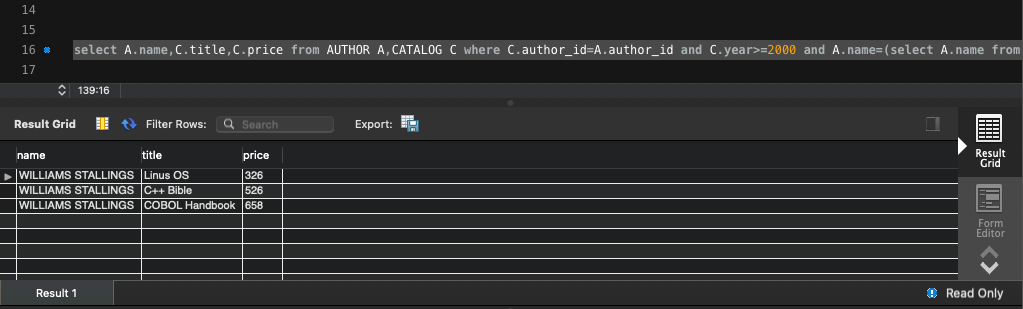 14
15
16 select A.name,C.title,C.price from AUTHOR A,CATALOG C where C.author_id=A.author_id and C.year>=2000 and A.name=(select A.name from
17
139:16
Result Grid Filter Rows: Search Export:
name title price
WILLIAMS STALLINGS Linus OS 326
WILLIAMS STALLINGS C++ Bible 526
WILLIAMS STALLINGS COBOL Handbook 658
Result
Grid
Form
Editor
Result 1 Read Only